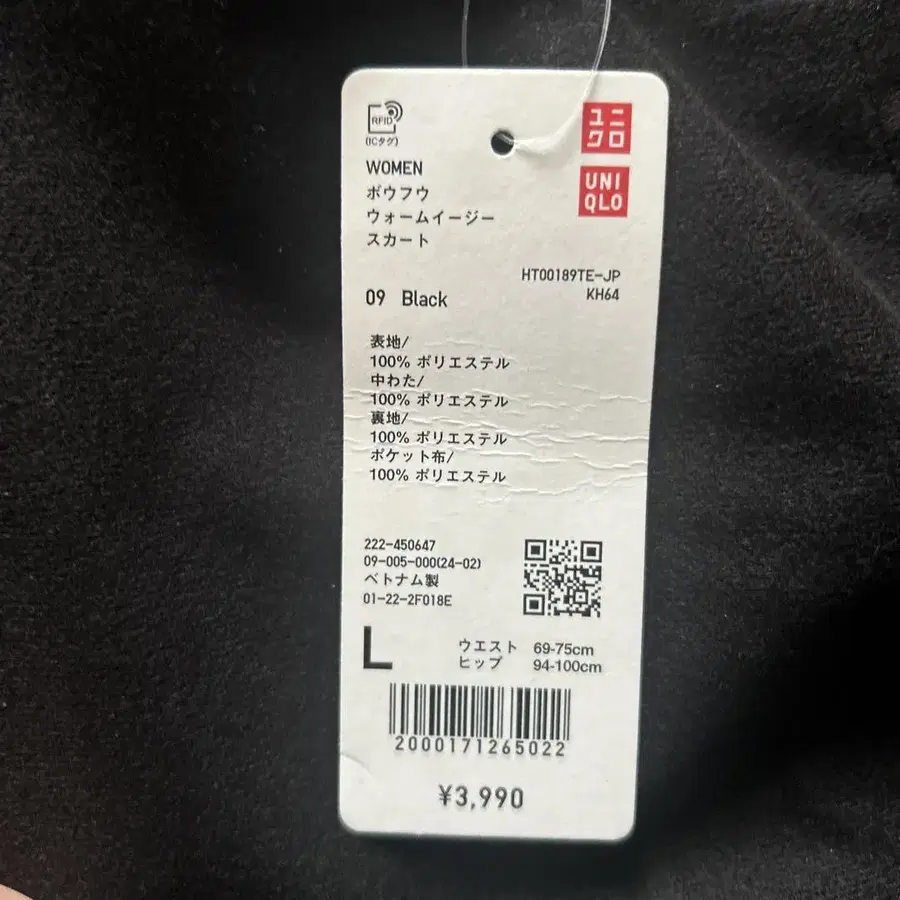 RFID
(ICタグ)
ユニ
クロ
UNI
QLO
WOMEN
ボウフウ
ウォームイージー
スカート
HT00189TE-JP
KH64
09 Black
表地/
100% ポリエステル
中わた/
100% ポリエステル
裏地/
100% ポリエステル
ポケット布/
100% ポリエステル
222-450647
09-005-000(24-02)
ベトナム製
01-22-2F018E
L
ウエスト 69-75cm
ヒップ 94-100cm
2000171265022
¥3,990